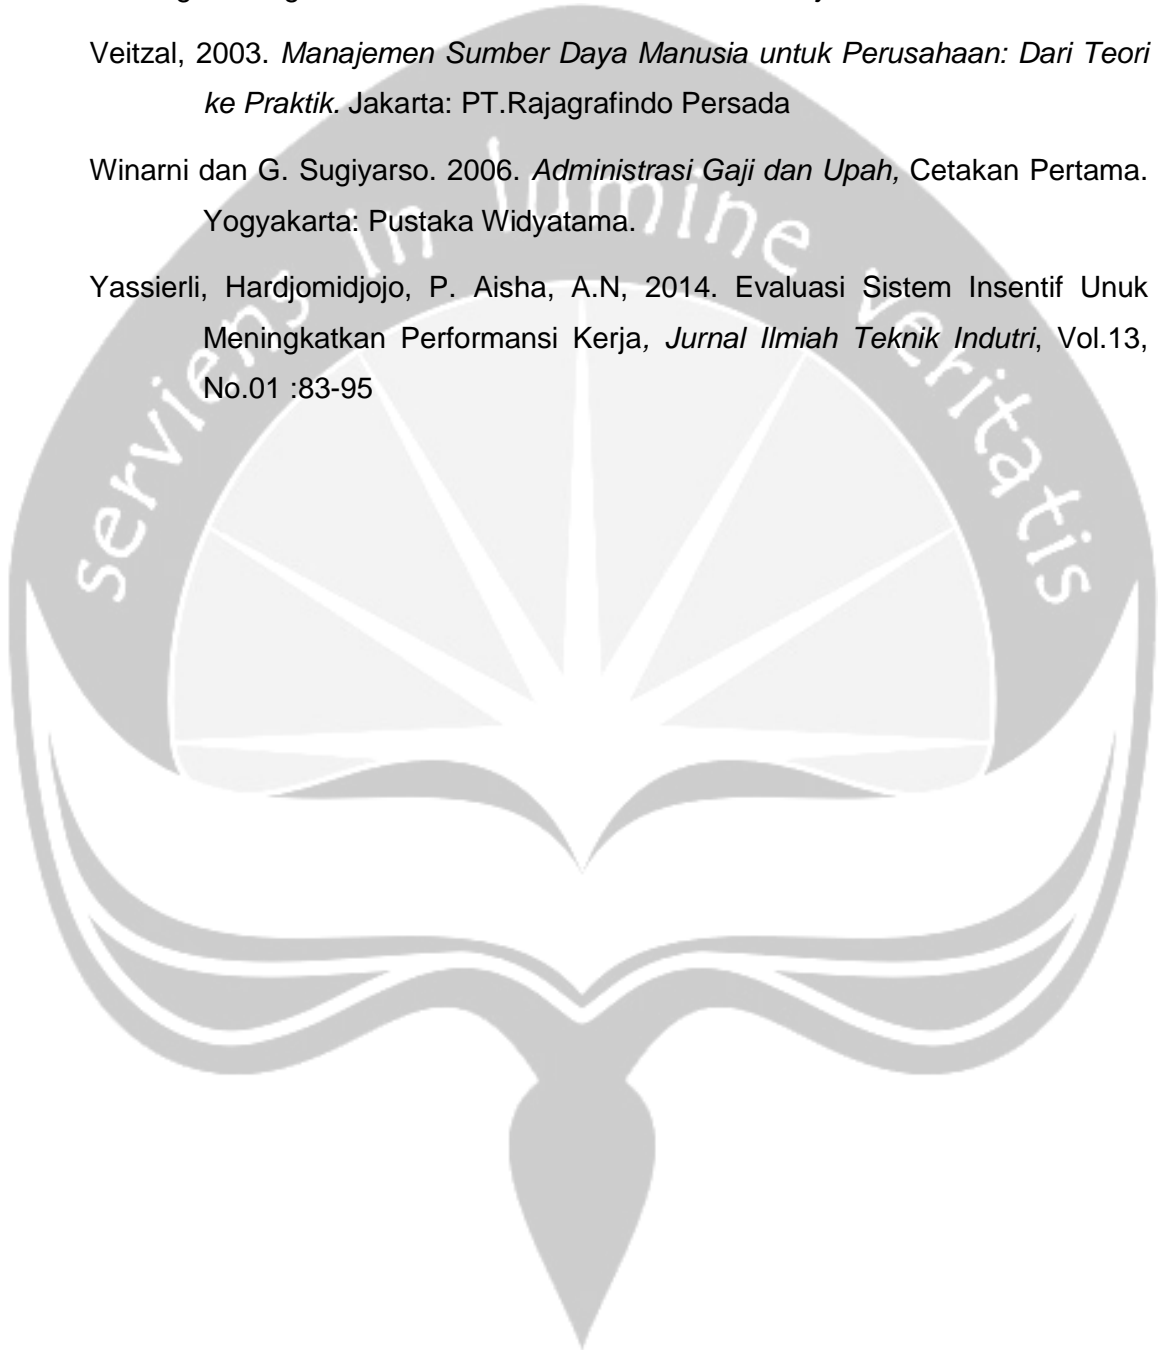 Veitzal, 2003. Manajemen Sumber Daya Manusia untuk Perusahaan: Dari Teori
ke Praktik. Jakarta: PT.Rajagrafindo Persada
Winarni dan G. Sugiyarso. 2006. Administrasi Gaji dan Upah, Cetakan Pertama.
Yogyakarta: Pustaka Widyatama.
Yassierli, Hardjomidjojo, P. Aisha, A.N, 2014. Evaluasi Sistem Insentif Unuk
Meningkatkan Performansi Kerja, Jurnal Ilmiah Teknik Indutri, Vol.13,
No.01 :83-95
serviens in lumine veritatis